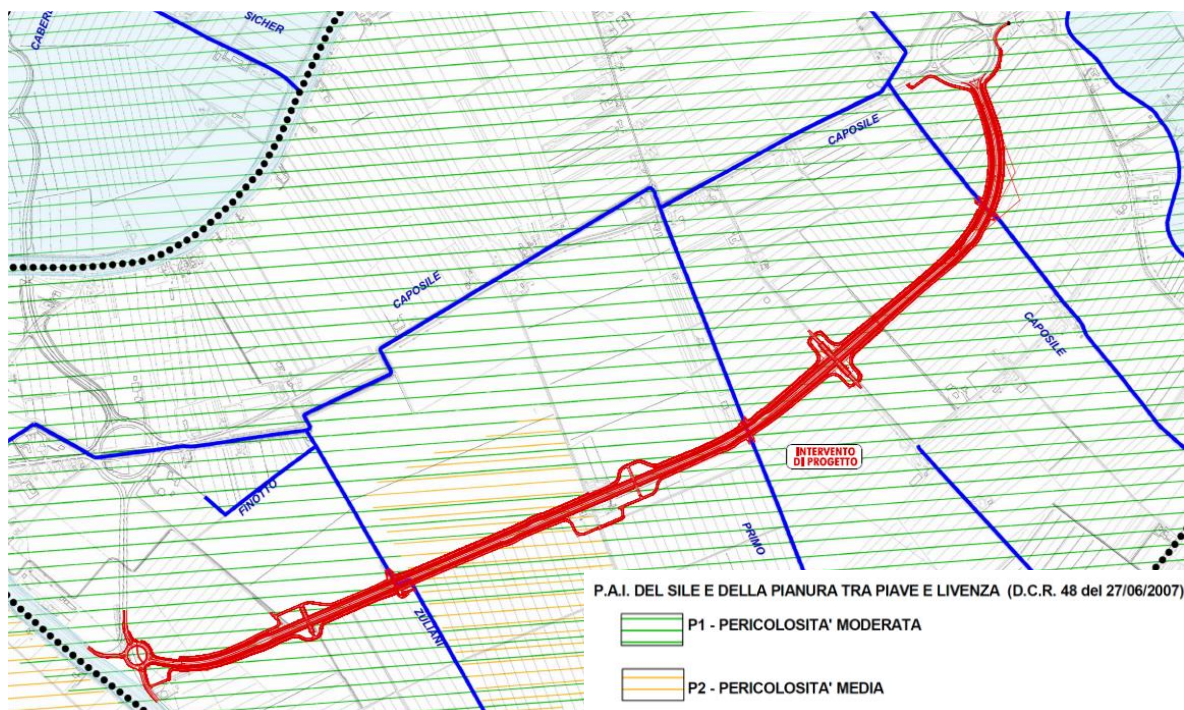 SICHER
CABER
CAPOSILE
CAPOSILE
CAPOSILE
FINOTTO
INTERVENTO
DI PROGETTO
PRIMO
ZULIANI
P.A.I. DEL SILE E DELLA PIANURA TRA PIAVE E LIVENZA (D.C.R. 48 del 27/06/2007)
P1 - PERICOLOSITA' MODERATA
P2 - PERICOLOSITA' MEDIA